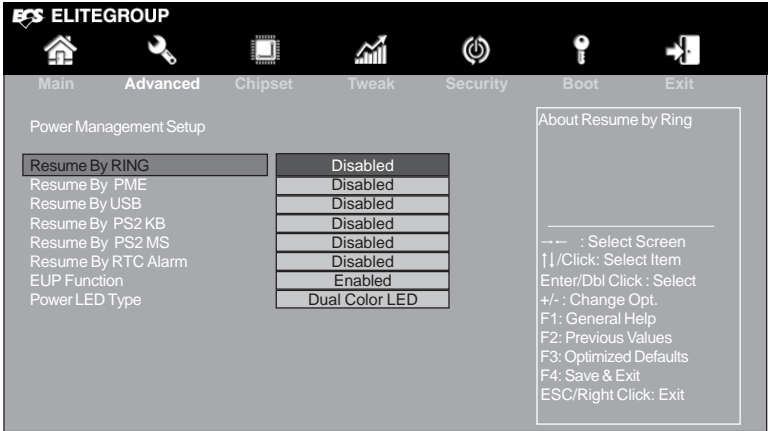 ECS ELITEGROUP
Main Advanced Chipset Tweak Security Boot Exit
Power Management Setup
Resume By RING Disabled
Resume By PME Disabled
Resume By USB Disabled
Resume By PS2 KB Disabled
Resume By PS2 MS Disabled
Resume By RTC Alarm Disabled
EUP Function Enabled
Power LED Type Dual Color LED
About Resume by Ring
→← : Select Screen
↑↓/Click: Select Item
Enter/Dbl Click : Select
+/- : Change Opt.
F1: General Help
F2: Previous Values
F3: Optimized Defaults
F4: Save & Exit
ESC/Right Click: Exit